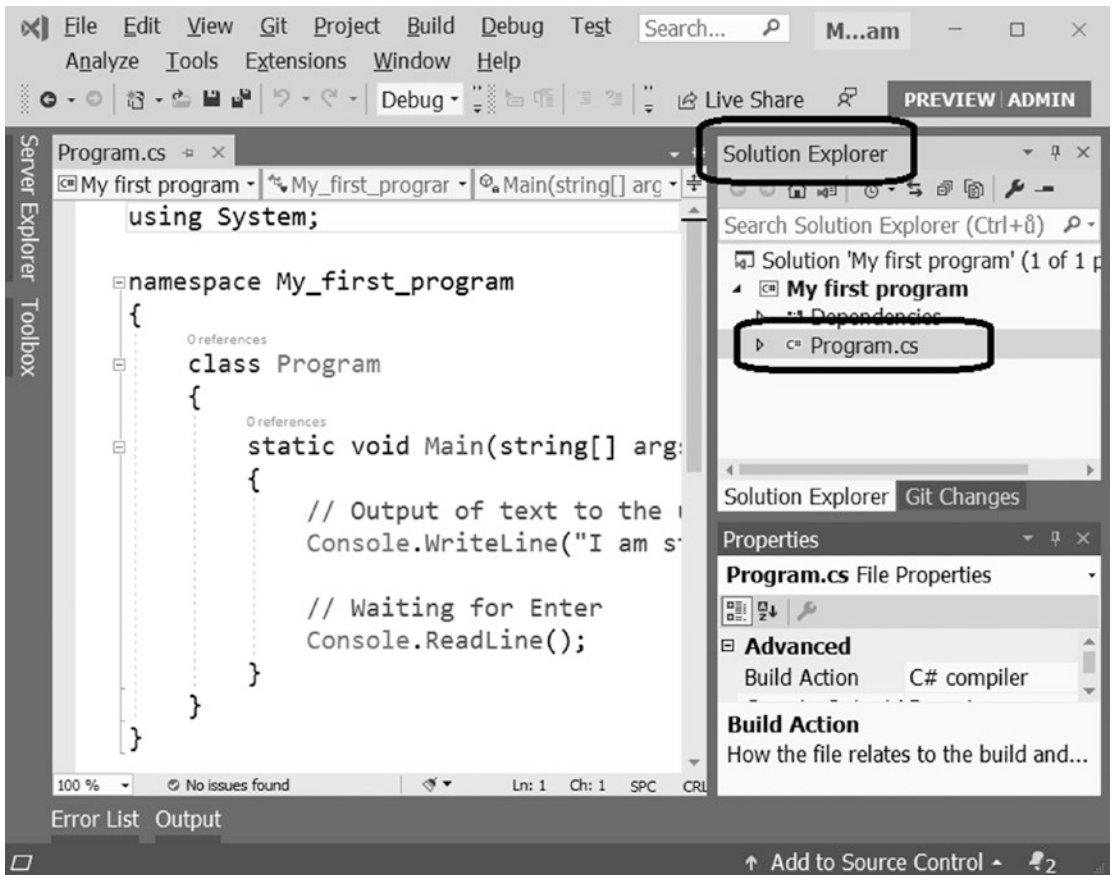 File Edit View Git Project Build Debug Test Search... M...am
Analyze Tools Extensions Window Help
Debug Live Share PREVIEW ADMIN
Server Explorer
Toolbox
Program.cs
My first program My_first_prograr Main(string[] arg
using System;
namespace My_first_program
{
0 references
class Program
{
0 references
static void Main(string[] args
{
// Output of text to the u
Console.WriteLine("I am st
// Waiting for Enter
Console.ReadLine();
}
}
}
100 % No issues found Ln: 1 Ch: 1 SPC CRL
Solution Explorer
Search Solution Explorer (Ctrl+ů)
Solution 'My first program' (1 of 1 p
C# My first program
Dependencies
C# Program.cs
Solution Explorer Git Changes
Properties
Program.cs File Properties
Advanced
Build Action C# compiler
Build Action
How the file relates to the build and...
Error List Output
Add to Source Control 2